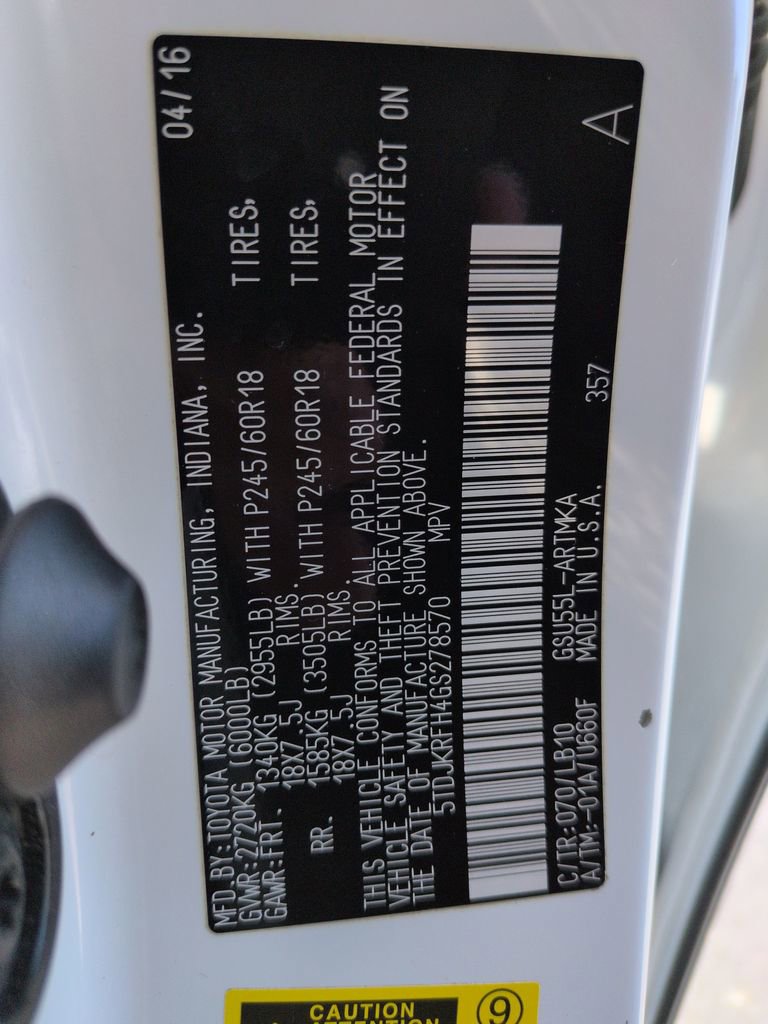 MFD.BY:TOYOTA MOTOR MANUFACTURING, INDIANA, INC. 04/16
GVWR:2720KG (6000LB)
GAWR:FRT. 1340KG (2955LB) WITH P245/60R18 TIRES,
18X7.5J RIMS.
RR. 1585KG (3505LB) WITH P245/60R18 TIRES,
18X7.5J RIMS.
THIS VEHICLE CONFORMS TO ALL APPLICABLE FEDERAL MOTOR
VEHICLE SAFETY AND THEFT PREVENTION STANDARDS IN EFFECT ON
THE DATE OF MANUFACTURE SHOWN ABOVE.
5TDJKRFH4GS278570 MPV
C/TR:070/LB10 GSU55L-ARTMKA 357 A
A/TM:-01A/U660F MADE IN U.S.A.
CAUTION 9
ATTENTION